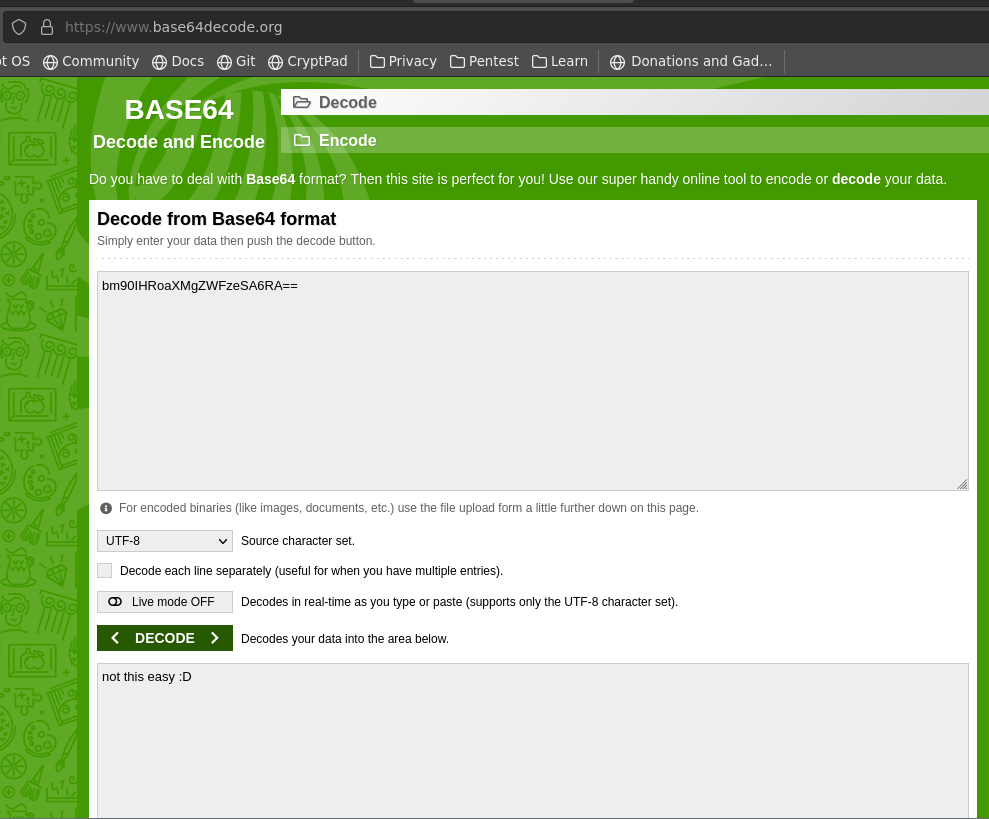 https://www.base64decode.org
ot OS Community Docs Git CryptPad Privacy Pentest Learn Donations and Gad...
BASE64
Decode and Encode
Decode
Encode
Do you have to deal with Base64 format? Then this site is perfect for you! Use our super handy online tool to encode or decode your data.
Decode from Base64 format
Simply enter your data then push the decode button.
bm90IHRoaXMgZWFzeSA6RA==
For encoded binaries (like images, documents, etc.) use the file upload form a little further down on this page.
UTF-8 Source character set.
Decode each line separately (useful for when you have multiple entries).
Live mode OFF Decodes in real-time as you type or paste (supports only the UTF-8 character set).
DECODE Decodes your data into the area below.
not this easy :D